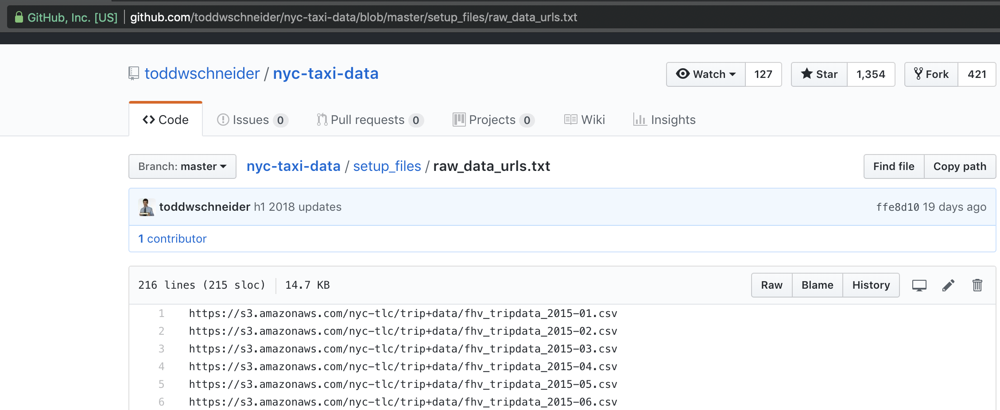 GitHub, Inc. [US] github.com/toddwschneider/nyc-taxi-data/blob/master/setup_files/raw_data_urls.txt
toddwschneider / nyc-taxi-data Watch 127 Star 1,354 Fork 421
Code Issues 0 Pull requests 0 Projects 0 Wiki Insights
Branch: master nyc-taxi-data / setup_files / raw_data_urls.txt Find file Copy path
toddwschneider h1 2018 updates ffe8d10 19 days ago
1 contributor
216 lines (215 sloc) 14.7 KB Raw Blame History
1 https://s3.amazonaws.com/nyc-tlc/trip+data/fhv_tripdata_2015-01.csv
2 https://s3.amazonaws.com/nyc-tlc/trip+data/fhv_tripdata_2015-02.csv
3 https://s3.amazonaws.com/nyc-tlc/trip+data/fhv_tripdata_2015-03.csv
4 https://s3.amazonaws.com/nyc-tlc/trip+data/fhv_tripdata_2015-04.csv
5 https://s3.amazonaws.com/nyc-tlc/trip+data/fhv_tripdata_2015-05.csv
6 https://s3.amazonaws.com/nyc-tlc/trip+data/fhv_tripdata_2015-06.csv